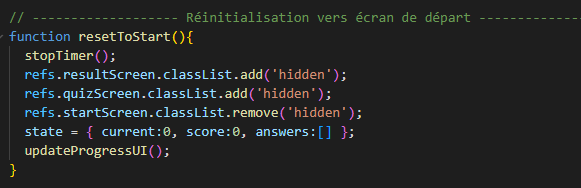 // ------------------- Réinitialisation vers écran de départ --------------
function resetToStart(){
  stopTimer();
  refs.resultScreen.classList.add('hidden');
  refs.quizScreen.classList.add('hidden');
  refs.startScreen.classList.remove('hidden');
  state = { current:0, score:0, answers:[] };
  updateProgressUI();
}